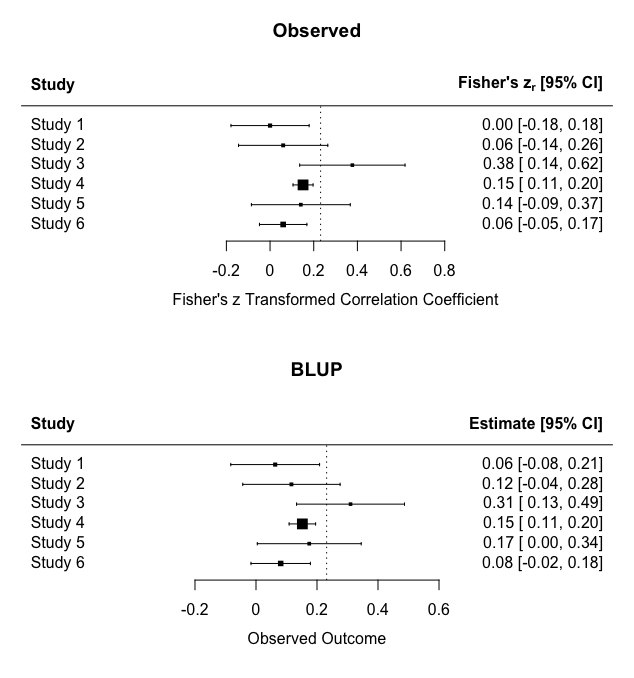 Observed
Study Fisher's zr [95% CI]
Study 1 0.00 [-0.18, 0.18]
Study 2 0.06 [-0.14, 0.26]
Study 3 0.38 [ 0.14, 0.62]
Study 4 0.15 [ 0.11, 0.20]
Study 5 0.14 [-0.09, 0.37]
Study 6 0.06 [-0.05, 0.17]
-0.2 0 0.2 0.4 0.6 0.8
Fisher's z Transformed Correlation Coefficient
BLUP
Study Estimate [95% CI]
Study 1 0.06 [-0.08, 0.21]
Study 2 0.12 [-0.04, 0.28]
Study 3 0.31 [ 0.13, 0.49]
Study 4 0.15 [ 0.11, 0.20]
Study 5 0.17 [ 0.00, 0.34]
Study 6 0.08 [-0.02, 0.18]
-0.2 0 0.2 0.4 0.6
Observed Outcome